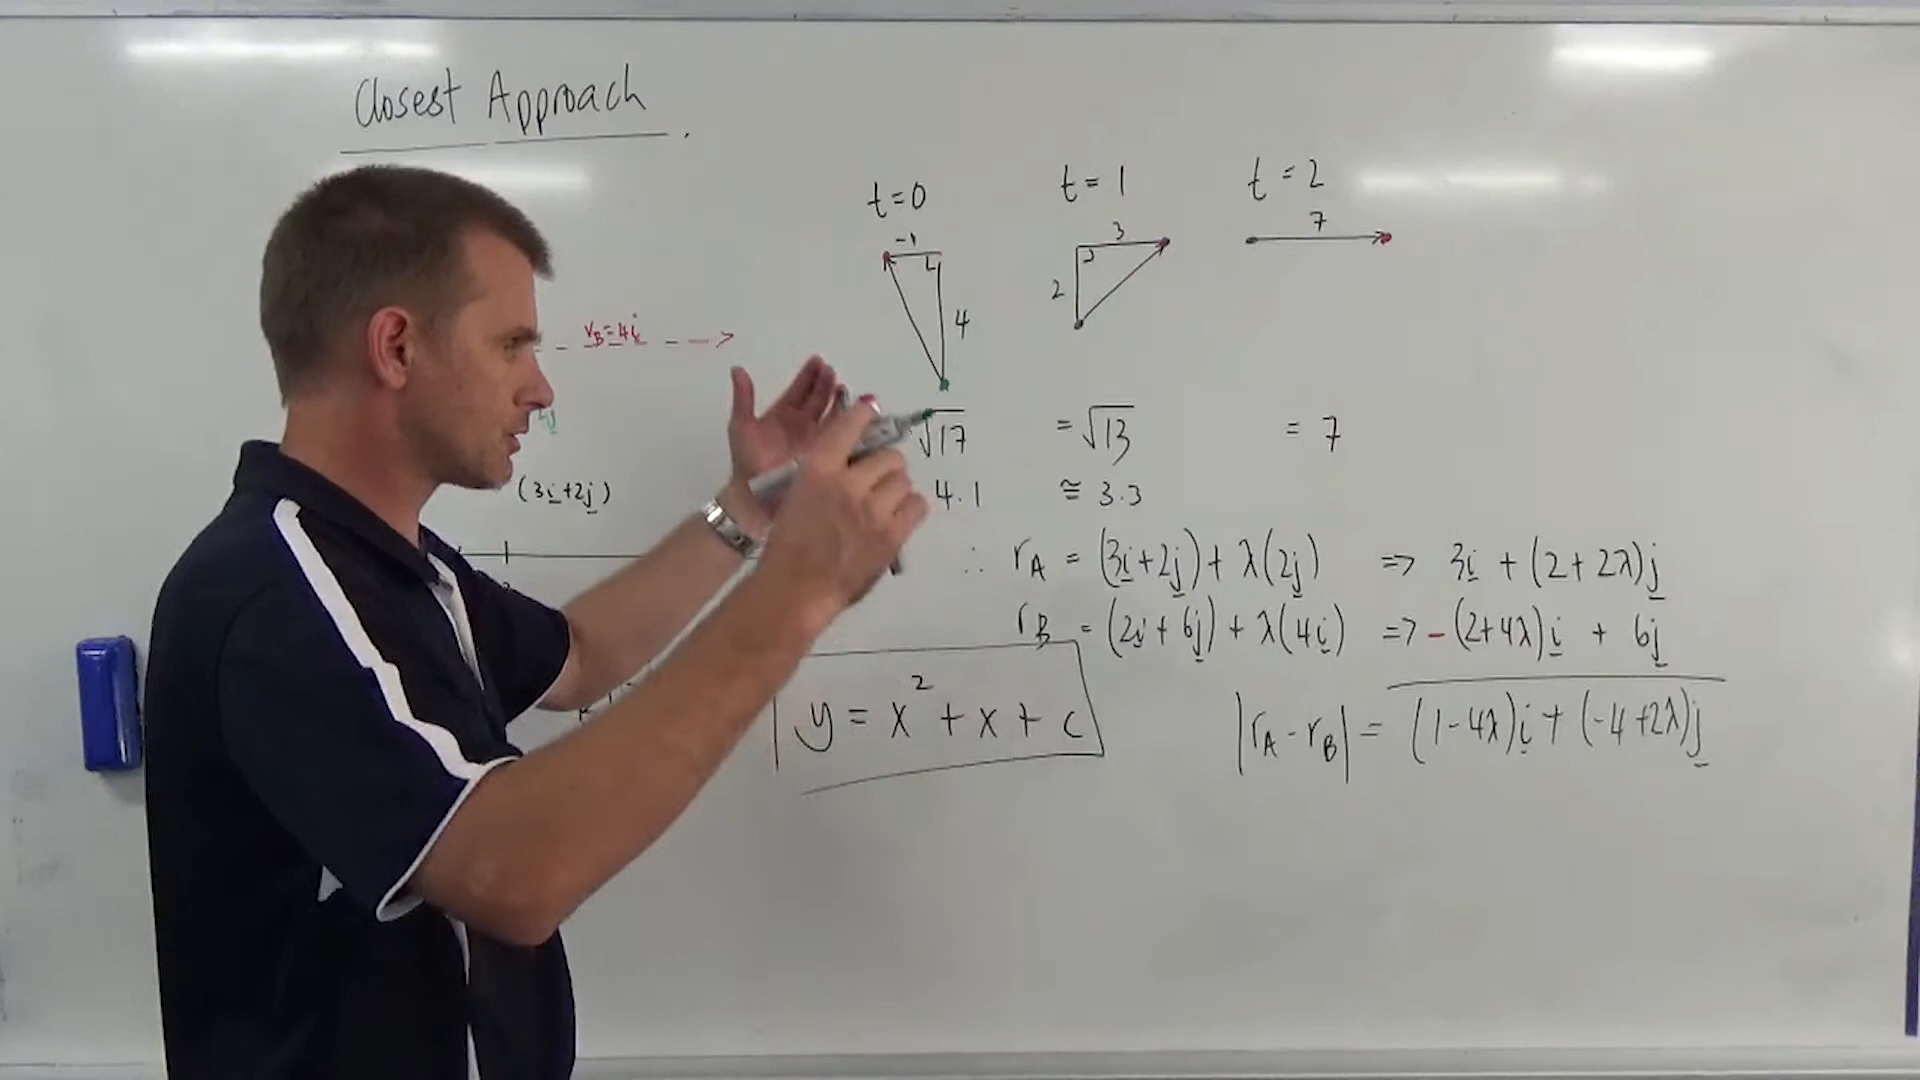 Closest Approach
t=0
t=1
t=2
-1
4
3
2
7
v_B=4i
(3i+2j)
√17
= √13
= 7
4.1
≅ 3.3
∴ r_A = (3i+2j) + λ(2j) => 3i + (2+2λ)j
r_B = (2i+6j) + λ(4i) => -(2+4λ)i + 6j
y = x² + x + c
|r_A - r_B| = (1-4λ)i + (-4+2λ)j